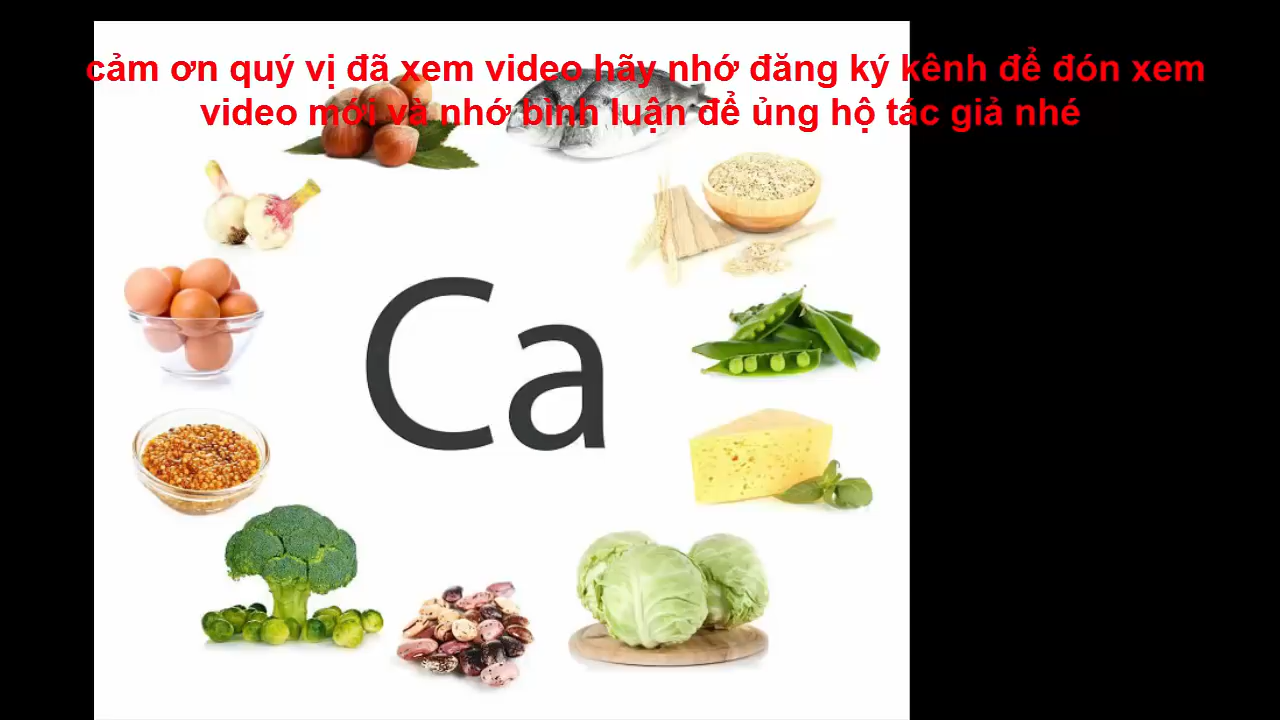 cảm ơn quý vị đã xem video hãy nhớ đăng ký kênh để đón xem
video mới và nhớ bình luận để ủng hộ tác giả nhé
Ca